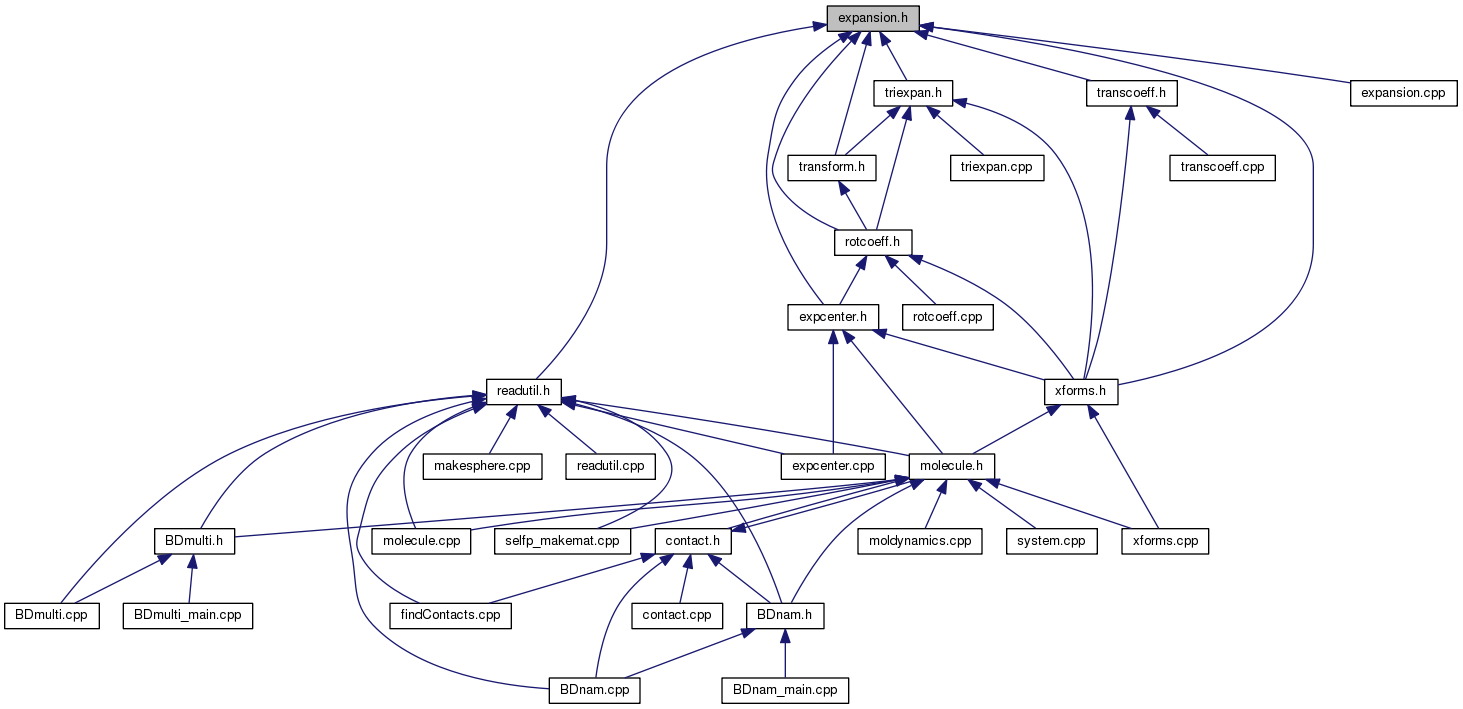 expansion.h
triexpan.h
transcoeff.h
expansion.cpp
transform.h
triexpan.cpp
transcoeff.cpp
rotcoeff.h
expcenter.h
rotcoeff.cpp
readutil.h
xforms.h
makesphere.cpp
readutil.cpp
expcenter.cpp
molecule.h
BDmulti.h
molecule.cpp
selfp_makemat.cpp
contact.h
moldynamics.cpp
system.cpp
xforms.cpp
BDmulti.cpp
BDmulti_main.cpp
findContacts.cpp
contact.cpp
BDnam.h
BDnam.cpp
BDnam_main.cpp